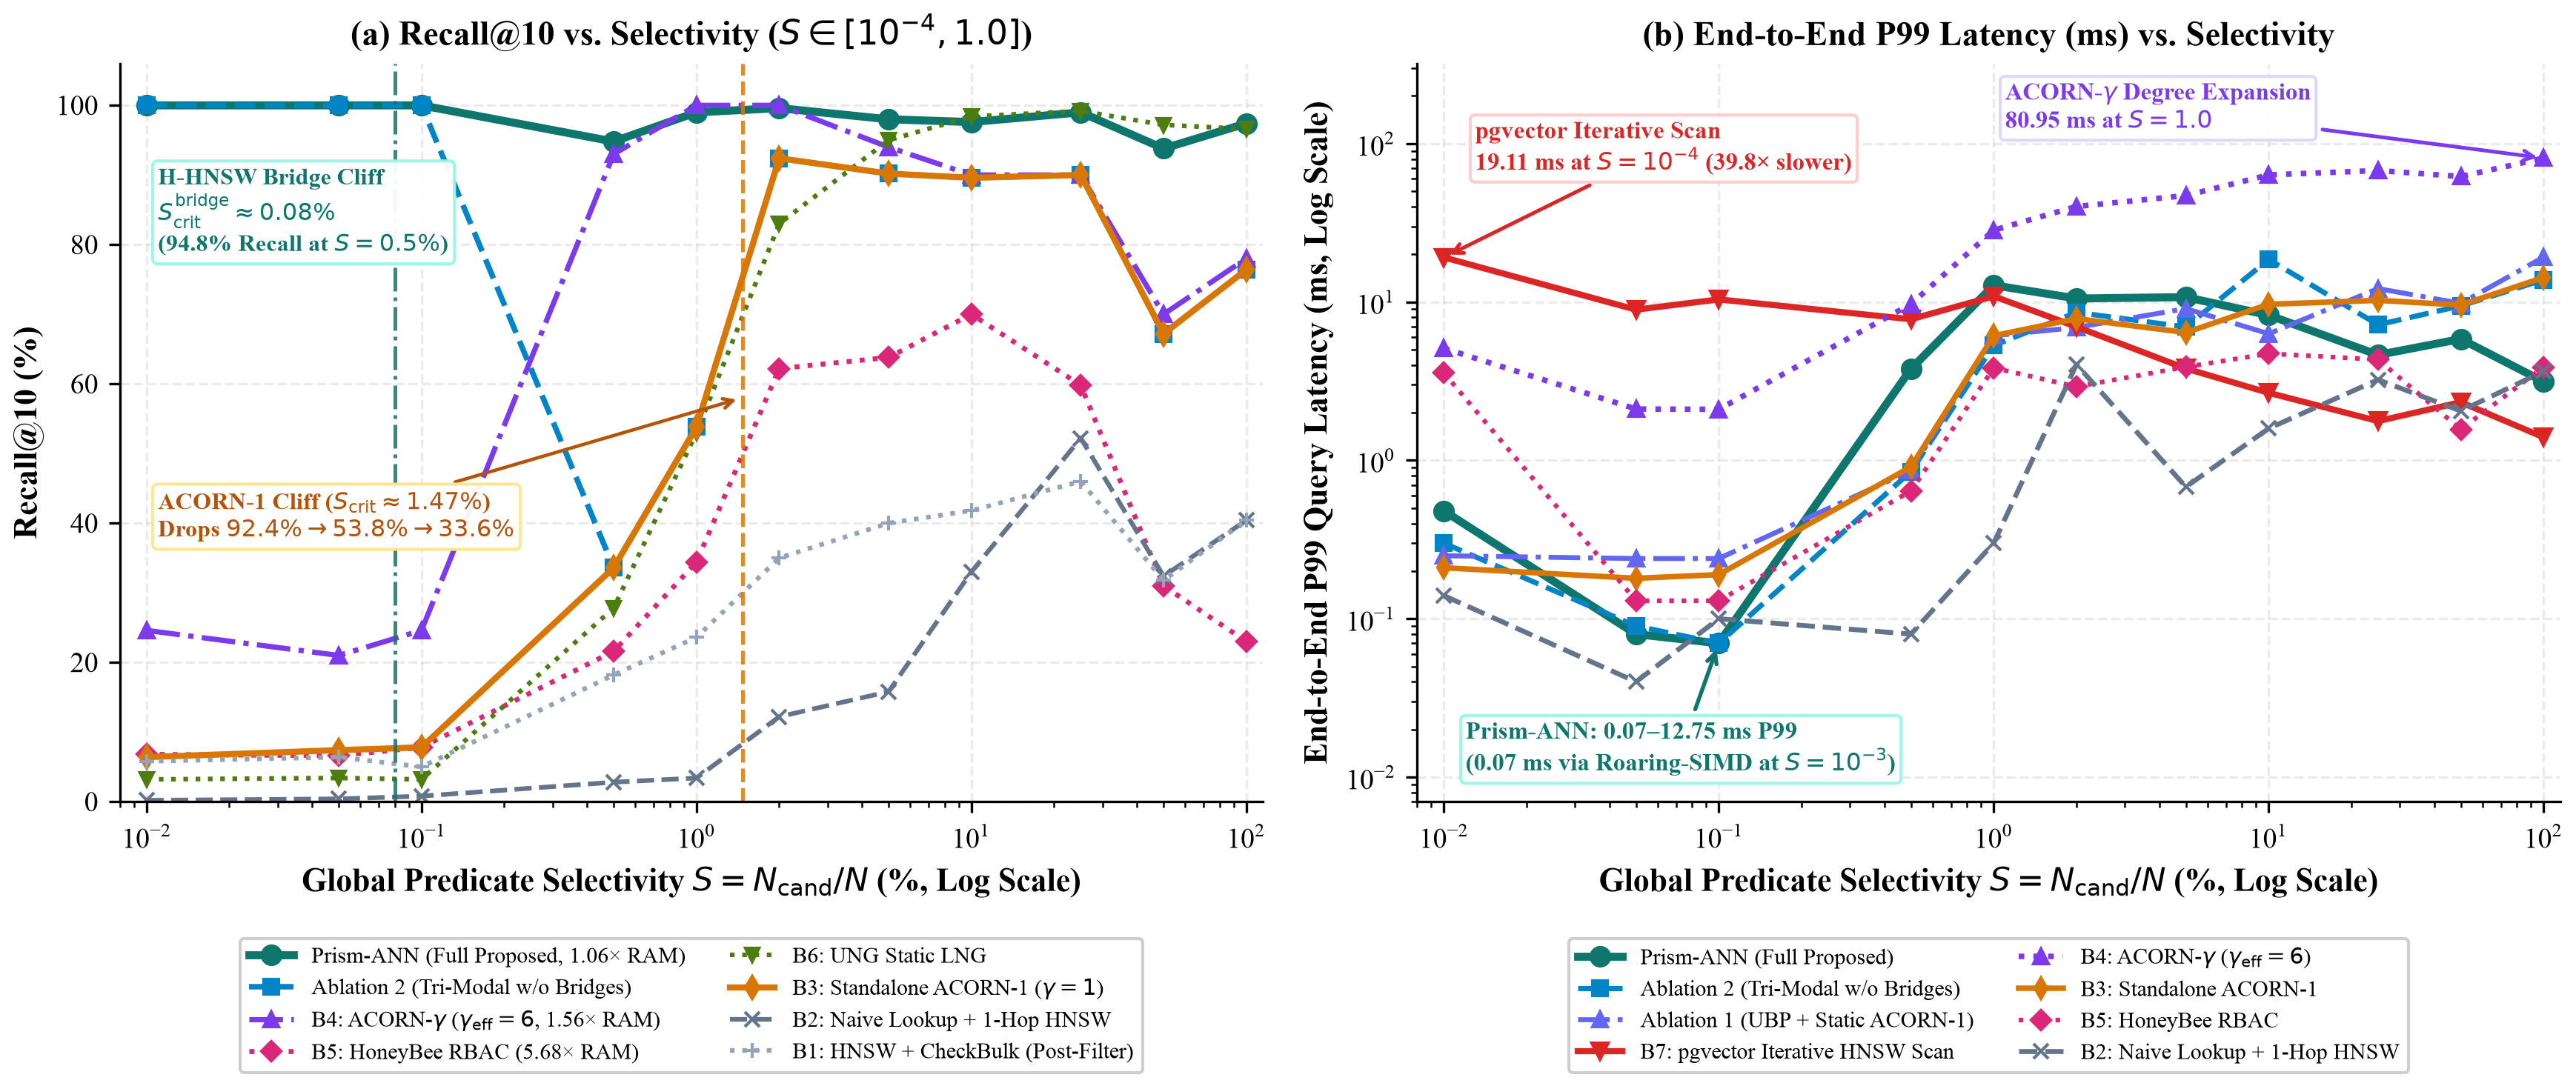 (a) Recall@10 vs. Selectivity (S ∈ [10⁻⁴, 1.0])
Recall@10 (%)
100
80
60
40
20
0
H-HNSW Bridge Cliff
S_crit^bridge ≈ 0.08%
(94.8% Recall at S = 0.5%)
ACORN-1 Cliff (S_crit ≈ 1.47%)
Drops 92.4% → 53.8% → 33.6%
10⁻² 10⁻¹ 10⁰ 10¹ 10²
Global Predicate Selectivity S = N_cand/N (%, Log Scale)
Prism-ANN (Full Proposed, 1.06× RAM)
Ablation 2 (Tri-Modal w/o Bridges)
B4: ACORN-γ (γ_eff = 6, 1.56× RAM)
B5: HoneyBee RBAC (5.68× RAM)
B6: UNG Static LNG
B3: Standalone ACORN-1 (γ = 1)
B2: Naive Lookup + 1-Hop HNSW
B1: HNSW + CheckBulk (Post-Filter)
(b) End-to-End P99 Latency (ms) vs. Selectivity
End-to-End P99 Query Latency (ms, Log Scale)
10²
10¹
10⁰
10⁻¹
10⁻²
pgvector Iterative Scan
19.11 ms at S = 10⁻⁴ (39.8× slower)
ACORN-γ Degree Expansion
80.95 ms at S = 1.0
Prism-ANN: 0.07–12.75 ms P99
(0.07 ms via Roaring-SIMD at S = 10⁻³)
10⁻² 10⁻¹ 10⁰ 10¹ 10²
Global Predicate Selectivity S = N_cand/N (%, Log Scale)
Prism-ANN (Full Proposed)
Ablation 2 (Tri-Modal w/o Bridges)
Ablation 1 (UBP + Static ACORN-1)
B7: pgvector Iterative HNSW Scan
B4: ACORN-γ (γ_eff = 6)
B3: Standalone ACORN-1
B5: HoneyBee RBAC
B2: Naive Lookup + 1-Hop HNSW